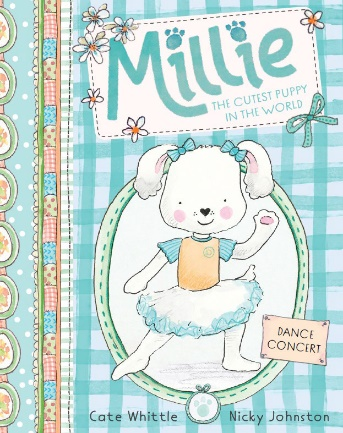 Millie
THE CUTEST PUPPY
IN THE WORLD
DANCE
CONCERT
Cate Whittle Nicky Johnston